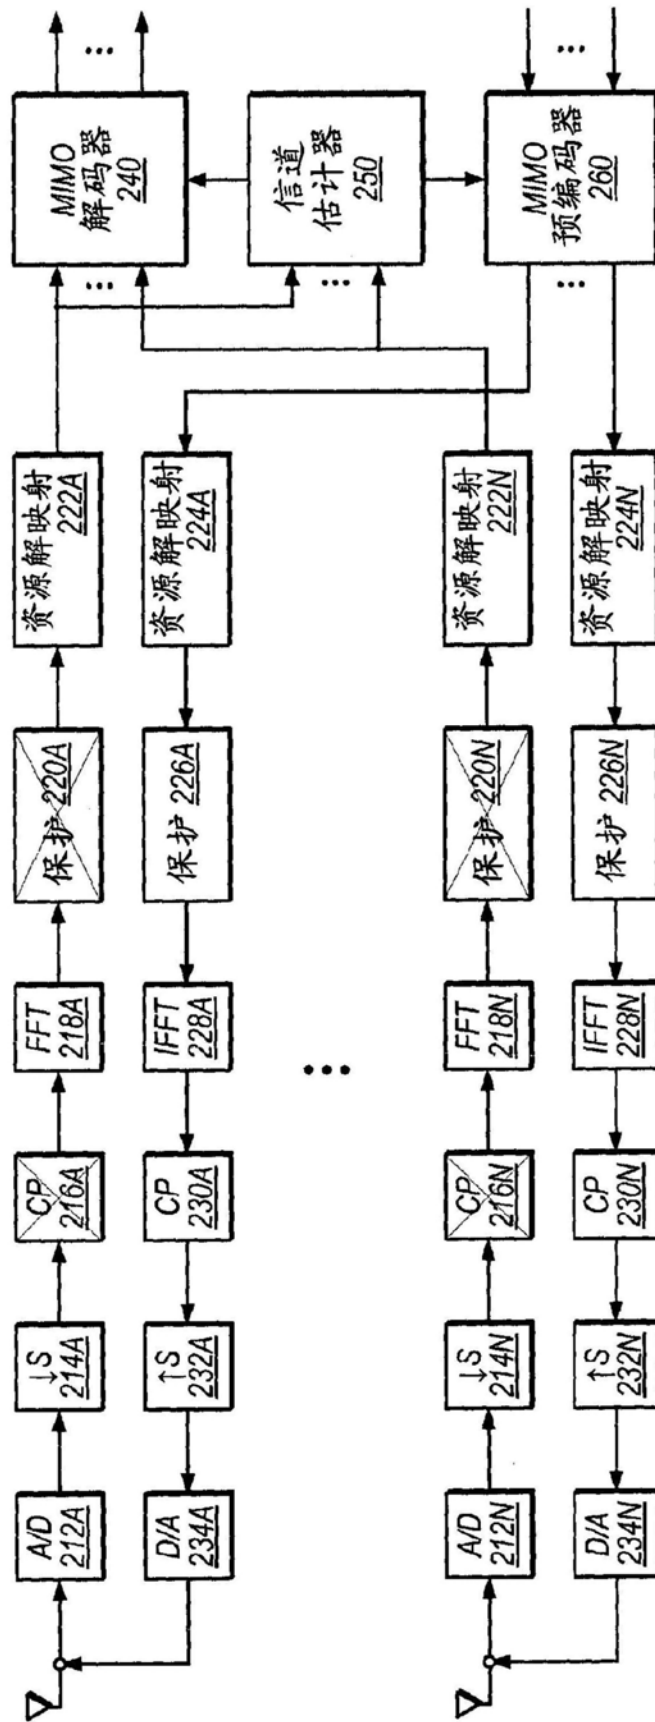 A/D
212A
↓S
214A
CP
216A
FFT
218A
保护 220A
资源解映射
222A
MIMO
解码器
240
...
...
D/A
234A
↑S
232A
CP
230A
IFFT
228A
保护 226A
资源解映射
224A
信道
估计器
250
...
...
A/D
212N
↓S
214N
CP
216N
FFT
218N
保护 220N
资源解映射
222N
MIMO
预编码器
260
...
...
D/A
234N
↑S
232N
CP
230N
IFFT
228N
保护 226N
资源解映射
224N